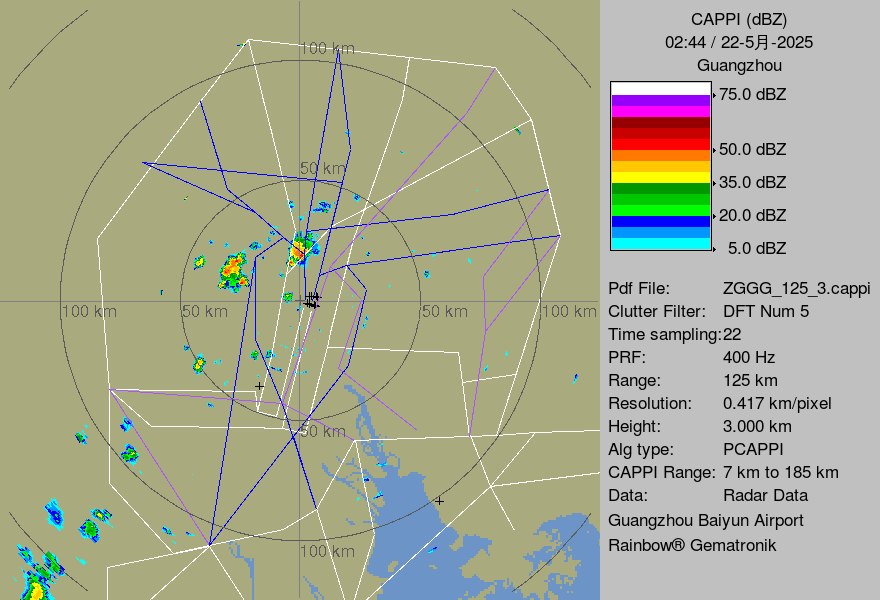 CAPPI (dBZ)
02:44 / 22-5月-2025
Guangzhou
75.0 dBZ
50.0 dBZ
35.0 dBZ
20.0 dBZ
5.0 dBZ
Pdf File: ZGGG_125_3.cappi
Clutter Filter: DFT Num 5
Time sampling:22
PRF: 400 Hz
Range: 125 km
Resolution: 0.417 km/pixel
Height: 3.000 km
Alg type: PCAPPI
CAPPI Range: 7 km to 185 km
Data: Radar Data
Guangzhou Baiyun Airport
Rainbow® Gematronik
100 km
50 km
100 km 50 km 50 km 100 km
50 km
100 km